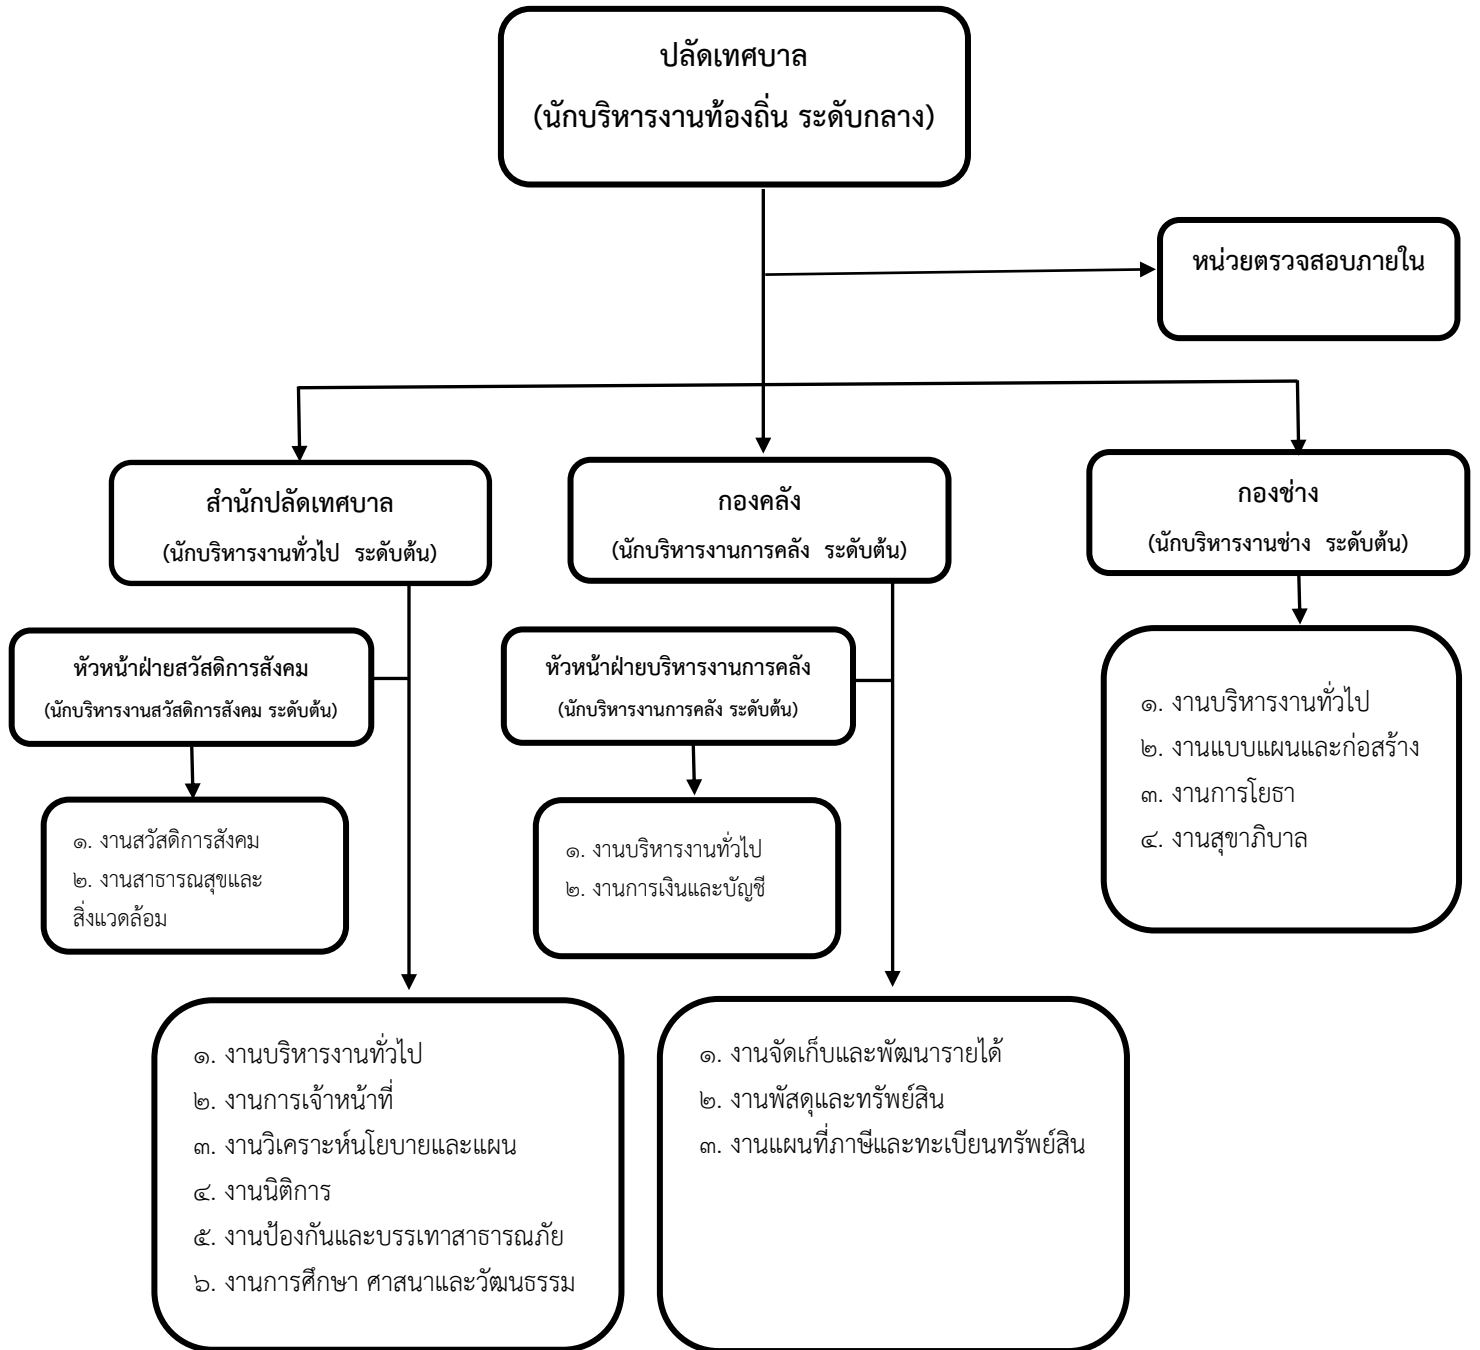 ปลัดเทศบาล
(นักบริหารงานท้องถิ่น ระดับกลาง)
หน่วยตรวจสอบภายใน
สำนักปลัดเทศบาล
(นักบริหารงานทั่วไป ระดับต้น)
กองคลัง
(นักบริหารงานการคลัง ระดับต้น)
กองช่าง
(นักบริหารงานช่าง ระดับต้น)
หัวหน้าฝ่ายสวัสดิการสังคม
(นักบริหารงานสวัสดิการสังคม ระดับต้น)
หัวหน้าฝ่ายบริหารงานการคลัง
(นักบริหารงานการคลัง ระดับต้น)
๑. งานบริหารงานทั่วไป
๒. งานแบบแผนและก่อสร้าง
๓. งานการโยธา
๔. งานสุขาภิบาล
๑. งานสวัสดิการสังคม
๒. งานสาธารณสุขและ
สิ่งแวดล้อม
๑. งานบริหารงานทั่วไป
๒. งานการเงินและบัญชี
๑. งานบริหารงานทั่วไป
๒. งานการเจ้าหน้าที่
๓. งานวิเคราะห์นโยบายและแผน
๔. งานนิติการ
๕. งานป้องกันและบรรเทาสาธารณภัย
๖. งานการศึกษา ศาสนาและวัฒนธรรม
๑. งานจัดเก็บและพัฒนารายได้
๒. งานพัสดุและทรัพย์สิน
๓. งานแผนที่ภาษีและทะเบียนทรัพย์สิน